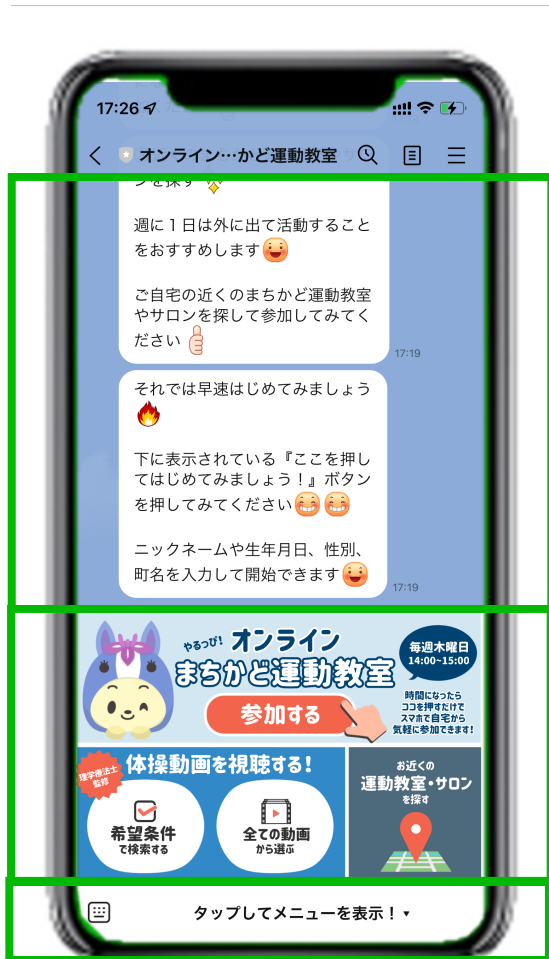 17:26
オンライン…かど運動教室
ンを探す
週に1日は外に出て活動すること
をおすすめします
ご自宅の近くのまちかど運動教室
やサロンを探して参加してみてく
ださい
17:19
それでは早速はじめてみましょう
下に表示されている『ここを押し
てはじめてみましょう！』ボタン
を押してみてください
ニックネームや生年月日、性別、
町名を入力して開始できます
17:19
やるっぴ! オンライン
まちかど運動教室
参加する
毎週木曜日
14:00~15:00
時間になったら
ココを押すだけで
スマホで自宅から
気軽に参加できます!
理学療法士
監修
体操動画を視聴する!
希望条件
で検索する
全ての動画
から選ぶ
お近くの
運動教室・サロン
を探す
タップしてメニューを表示！▾